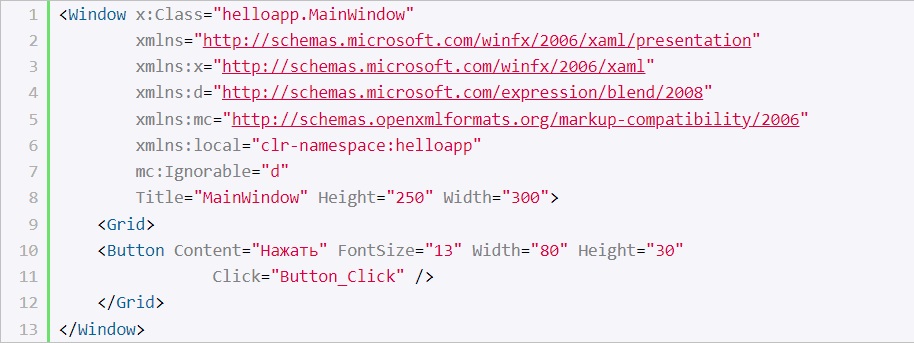 1 <Window x:Class="helloapp.MainWindow"
2 xmlns="http://schemas.microsoft.com/winfx/2006/xaml/presentation"
3 xmlns:x="http://schemas.microsoft.com/winfx/2006/xaml"
4 xmlns:d="http://schemas.microsoft.com/expression/blend/2008"
5 xmlns:mc="http://schemas.openxmlformats.org/markup-compatibility/2006"
6 xmlns:local="clr-namespace:helloapp"
7 mc:Ignorable="d"
8 Title="MainWindow" Height="250" Width="300">
9 <Grid>
10 <Button Content="Нажать" FontSize="13" Width="80" Height="30"
11 Click="Button_Click" />
12 </Grid>
13 </Window>